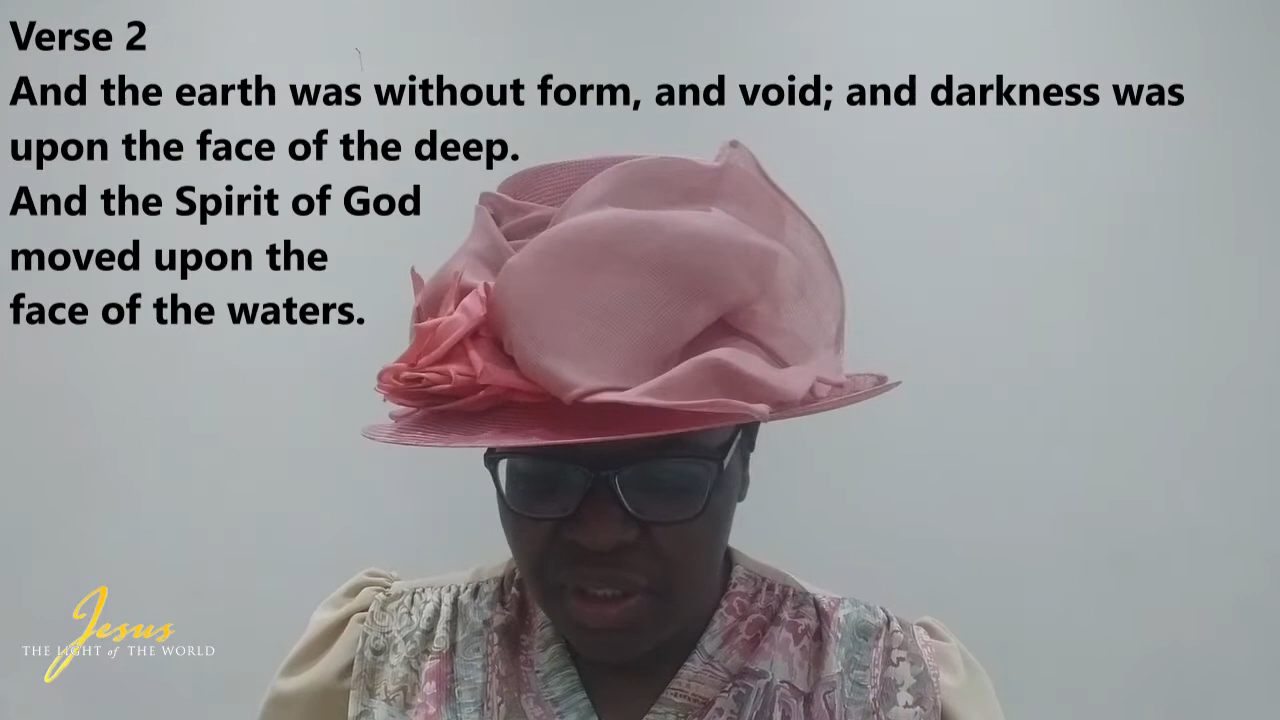 Verse 2
And the earth was without form, and void; and darkness was
upon the face of the deep.
And the Spirit of God
moved upon the
face of the waters.
Jesus
THE LIGHT of THE WORLD